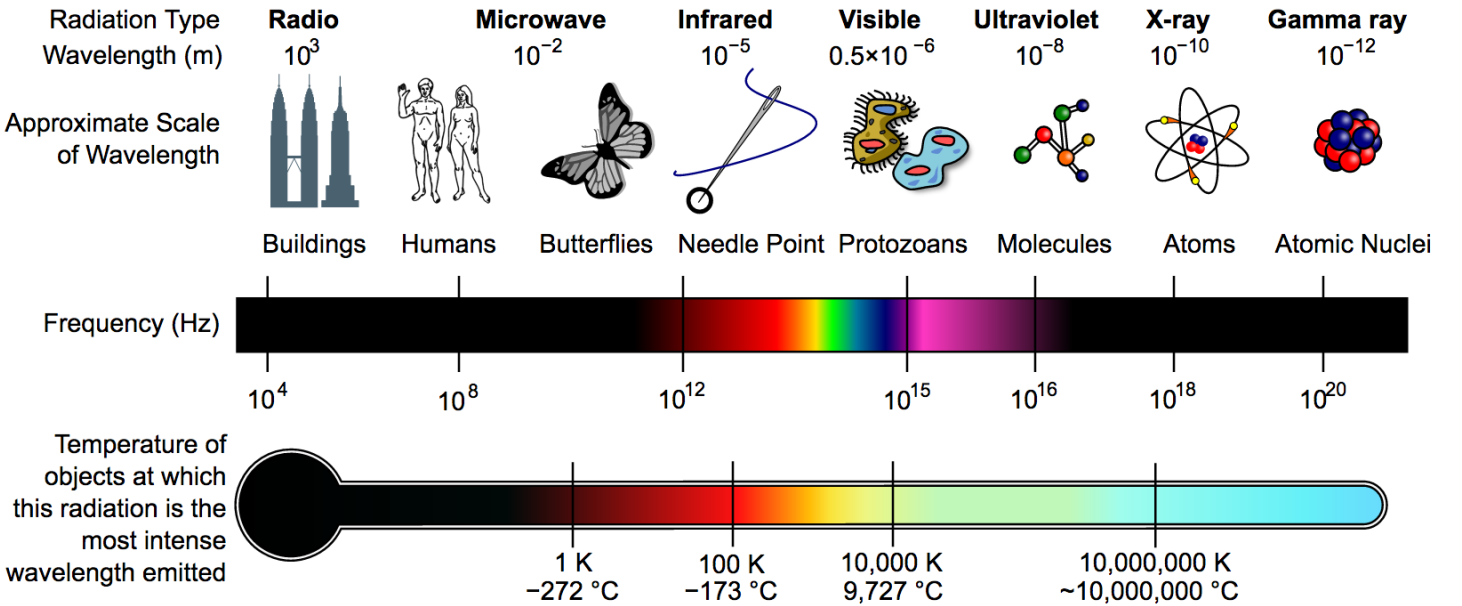 Radiation Type Radio Microwave Infrared Visible Ultraviolet X-ray Gamma ray
Wavelength (m) 10³ 10⁻² 10⁻⁵ 0.5×10⁻⁶ 10⁻⁸ 10⁻¹⁰ 10⁻¹²
Approximate Scale
of Wavelength
Buildings Humans Butterflies Needle Point Protozoans Molecules Atoms Atomic Nuclei
Frequency (Hz)
10⁴ 10⁸ 10¹² 10¹⁵ 10¹⁶ 10¹⁸ 10²⁰
Temperature of
objects at which
this radiation is the
most intense
wavelength emitted
1 K 100 K 10,000 K 10,000,000 K
−272 °C −173 °C 9,727 °C ~10,000,000 °C